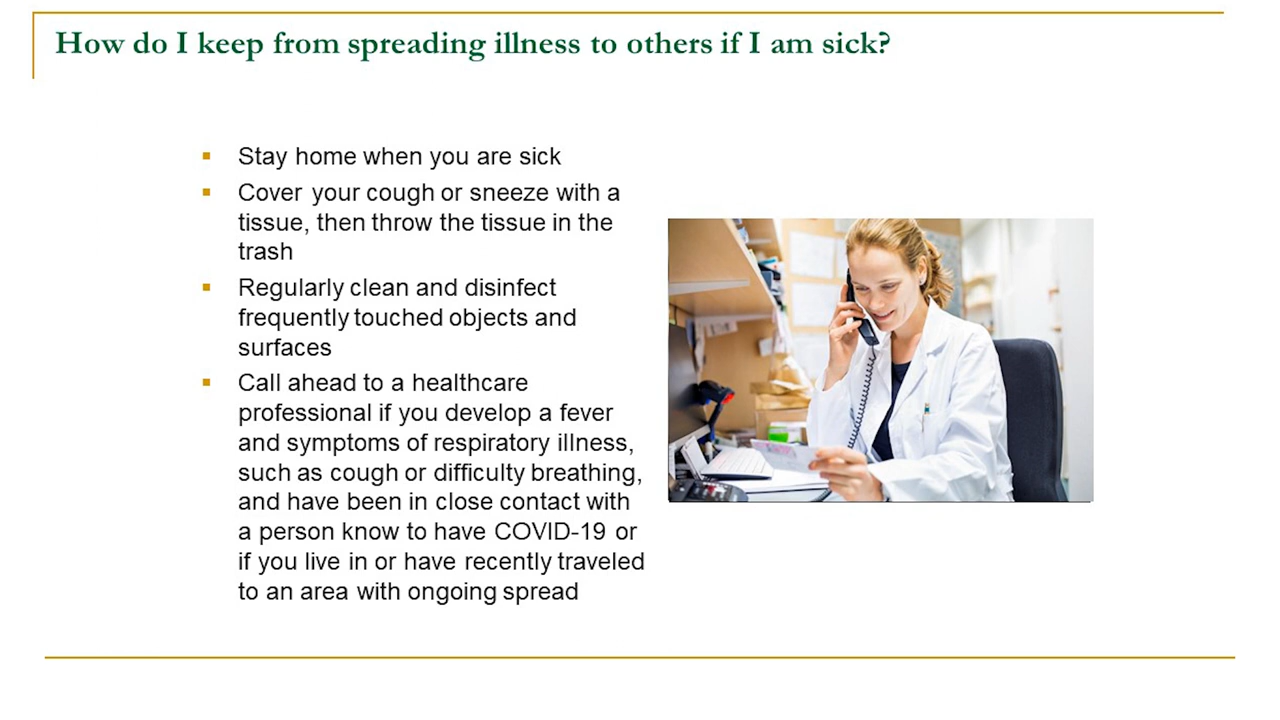 How do I keep from spreading illness to others if I am sick?
Stay home when you are sick
Cover your cough or sneeze with a
tissue, then throw the tissue in the
trash
Regularly clean and disinfect
frequently touched objects and
surfaces
Call ahead to a healthcare
professional if you develop a fever
and symptoms of respiratory illness,
such as cough or difficulty breathing,
and have been in close contact with
a person know to have COVID-19 or
if you live in or have recently traveled
to an area with ongoing spread